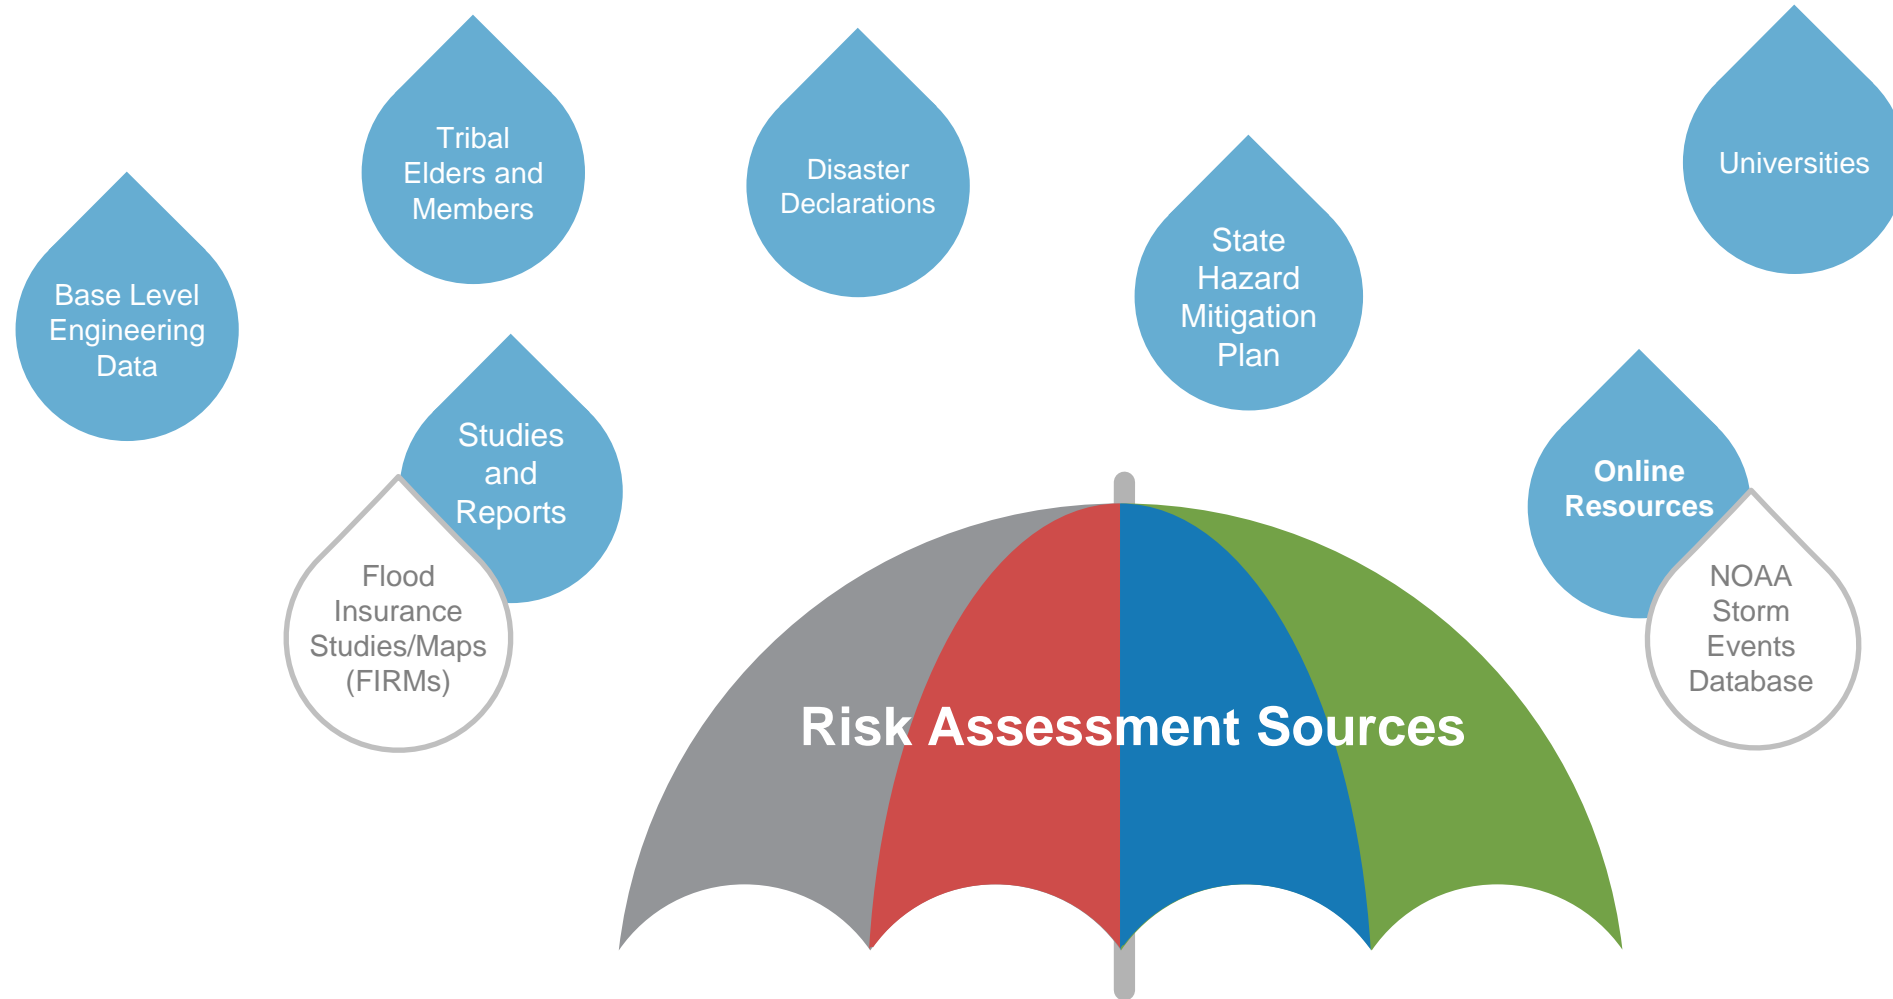 Tribal
Elders and
Members
Disaster
Declarations
Universities
State
Hazard
Mitigation
Plan
Base Level
Engineering
Data
Studies
and
Reports
Flood
Insurance
Studies/Maps
(FIRMs)
Online
Resources
NOAA
Storm
Events
Database
Risk Assessment Sources